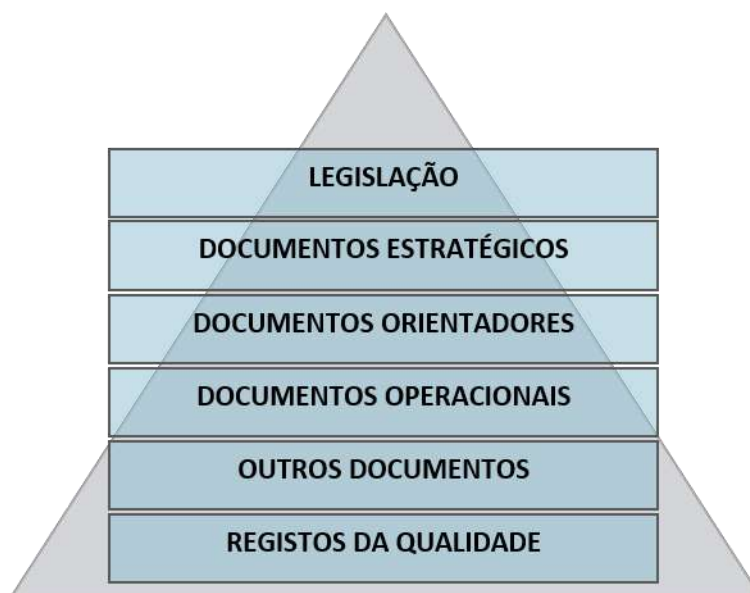 LEGISLAÇÃO
DOCUMENTOS ESTRATÉGICOS
DOCUMENTOS ORIENTADORES
DOCUMENTOS OPERACIONAIS
OUTROS DOCUMENTOS
REGISTOS DA QUALIDADE